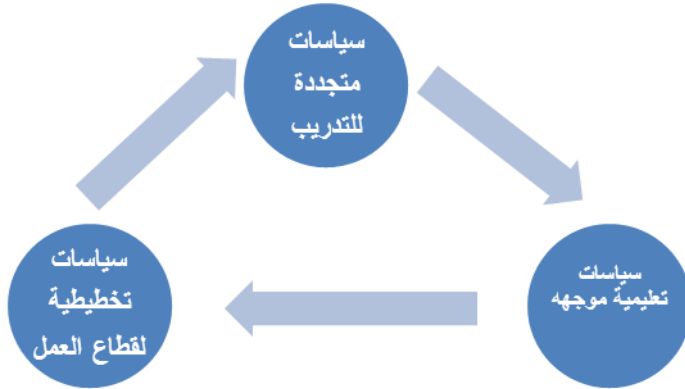 سياسات
متجددة
للتدريب
سياسات
تعليمية موجهه
سياسات
تخطيطية
لقطاع العمل